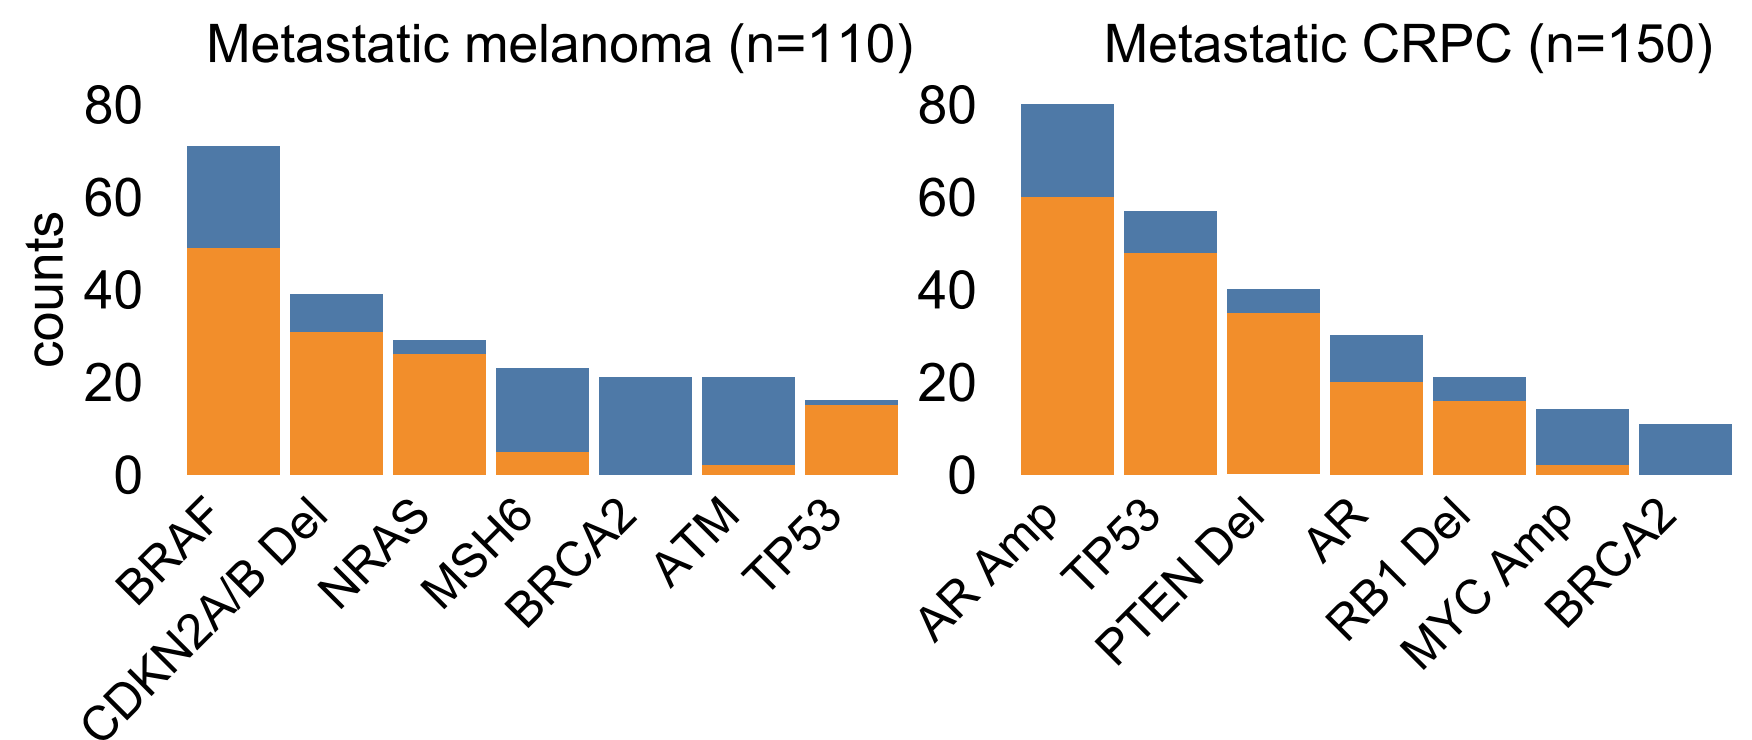 Metastatic melanoma (n=110)
80
60
40
20
0
counts
BRAF
CDKN2A/B Del
NRAS
MSH6
BRCA2
ATM
TP53
Metastatic CRPC (n=150)
80
60
40
20
0
AR Amp
TP53
PTEN Del
AR
RB1 Del
MYC Amp
BRCA2